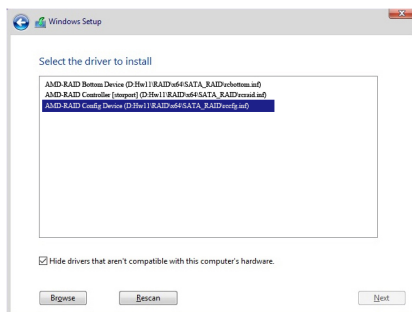 Windows Setup
Select the driver to install
AMD-RAID Bottom Device (D:Hw11\RAID\x64\SATA_RAID\rcbottom.inf)
AMD-RAID Controller [storport] (D:Hw11\RAID\x64\SATA_RAID\rcraid.inf)
AMD-RAID Config Device (D:Hw11\RAID\x64\SATA_RAID\rccfg.inf)
Hide drivers that aren't compatible with this computer's hardware.
Browse
Rescan
Next